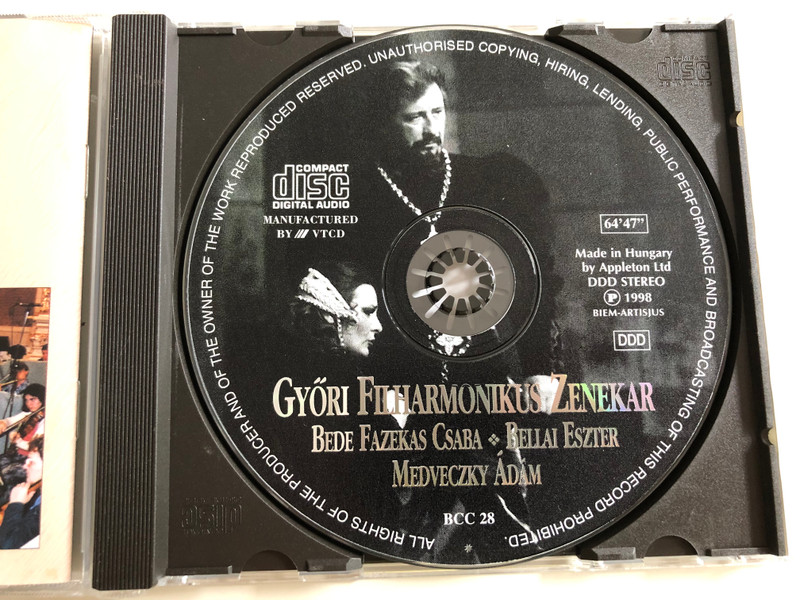 ALL RIGHTS OF THE PRODUCER AND OF THE OWNER OF THE WORK REPRODUCED RESERVED. UNAUTHORISED COPYING, HIRING, LENDING, PUBLIC PERFORMANCE AND BROADCASTING OF THIS RECORD PROHIBITED.
COMPACT
disc
DIGITAL AUDIO
MANUFACTURED
BY /// VTCD
64'47"
Made in Hungary
by Appleton Ltd
DDD STEREO
Ⓟ 1998
BIEM-ARTISJUS
DDD
GYŐRI FILHARMONIKUS ZENEKAR
BEDE FAZEKAS CSABA ❖ BELLAI ESZTER
MEDVECZKY ÁDÁM
BCC 28
disc
disc